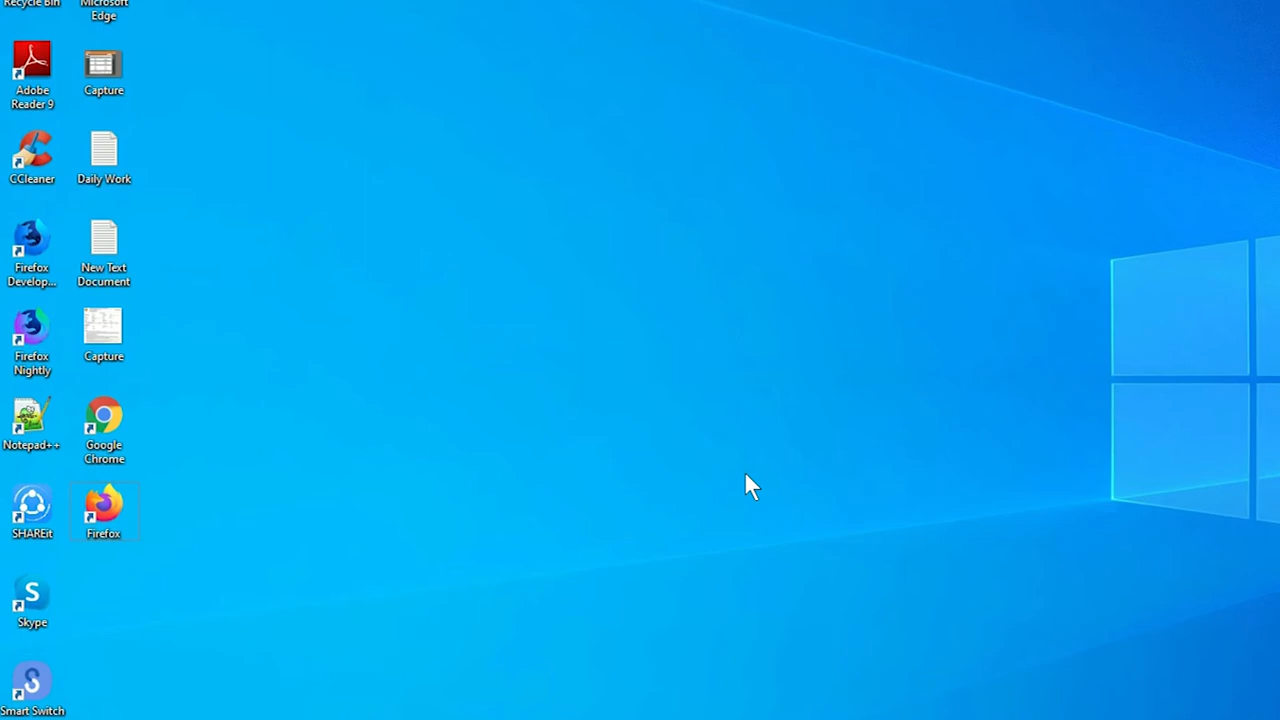 Recycle Bin
Microsoft
Edge
Adobe
Reader 9
Capture
CCleaner
Daily Work
Firefox
Develop...
New Text
Document
Firefox
Nightly
Capture
Notepad++
Google
Chrome
SHAREit
Firefox
Skype
Smart Switch